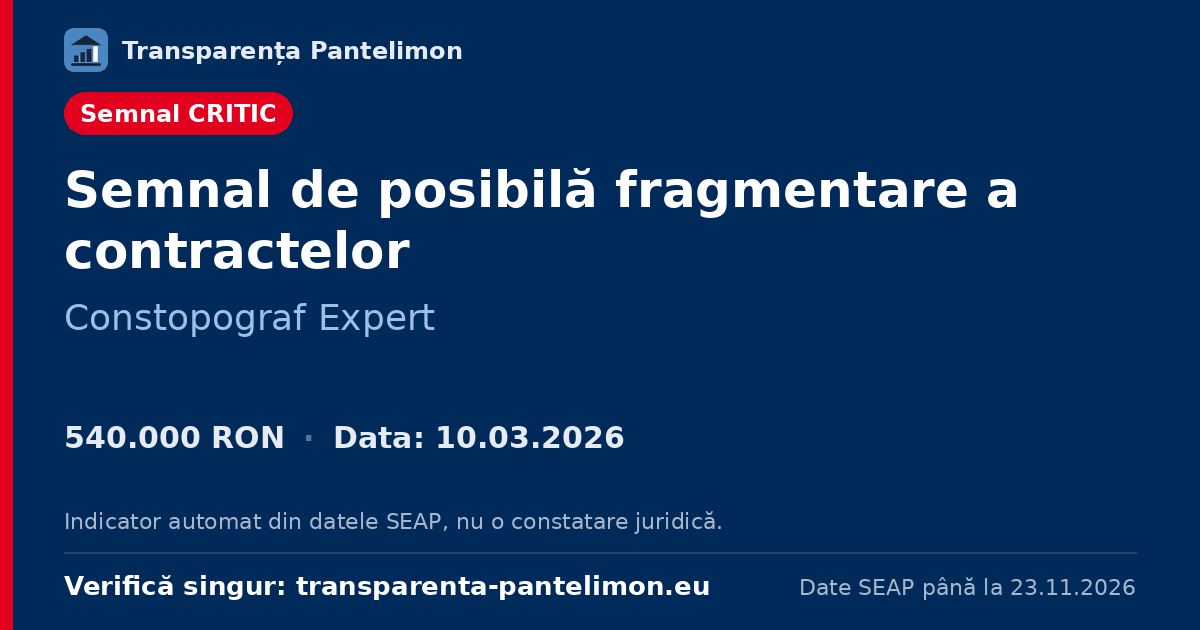 Transparența Pantelimon
Semnal CRITIC
Semnal de posibilă fragmentare a
contractelor
Constopograf Expert
540.000 RON · Data: 10.03.2026
Indicator automat din datele SEAP, nu o constatare juridică.
Verifică singur: transparenta-pantelimon.eu
Date SEAP până la 23.11.2026